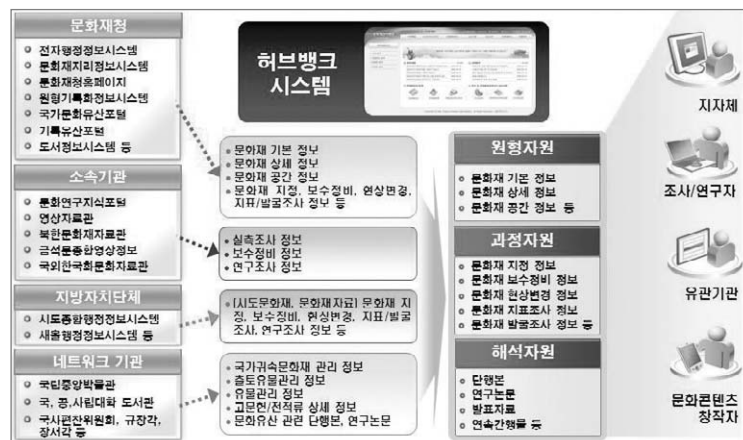 문화재청
전자행정정보시스템
문화재지리정보시스템
문화재청홈페이지
원형기록화정보시스템
국가문화유산포털
기록유산포털
도서정보시스템 등
소속기관
문화연구지식포털
영상자료관
북한문화재자료관
금석문종합영상정보
국외한국화문화자료관
지방자치단체
시도종합행정정보시스템
새올행정정보시스템 등
네트워크 기관
국립중앙박물관
국, 공,사립대학 도서관
국사편찬위원회, 규장각,
장서각 등
허브뱅크
시스템
문화재 기본 정보
문화재 상세 정보
문화재 공간 정보
문화재 지정, 보수정비, 현상변경,
지표/발굴조사 정보 등
실측조사 정보
보수정비 정보
연구조사 정보
(시도문화재, 문화재자료) 문화재 지
정, 보수정비, 현상변경, 지표/발굴
조사, 연구조사 정보 등
국가귀속문화재 관리 정보
출토유물관리 정보
유물관리 정보
고문헌/전적류 상세 정보
문화유산 관련 단행본, 연구논문
원형자원
문화재 기본 정보
문화재 상세 정보
문화재 공간 정보 등
과정자원
문화재 지정 정보
문화재 보수정비 정보
문화재 현상변경 정보
문화재 지표조사 정보
문화재 발굴조사 정보 등
해석자원
단행본
연구논문
발표자료
연속간행물 등
지자체
조사/연구자
유관기관
문화콘텐츠
창작자